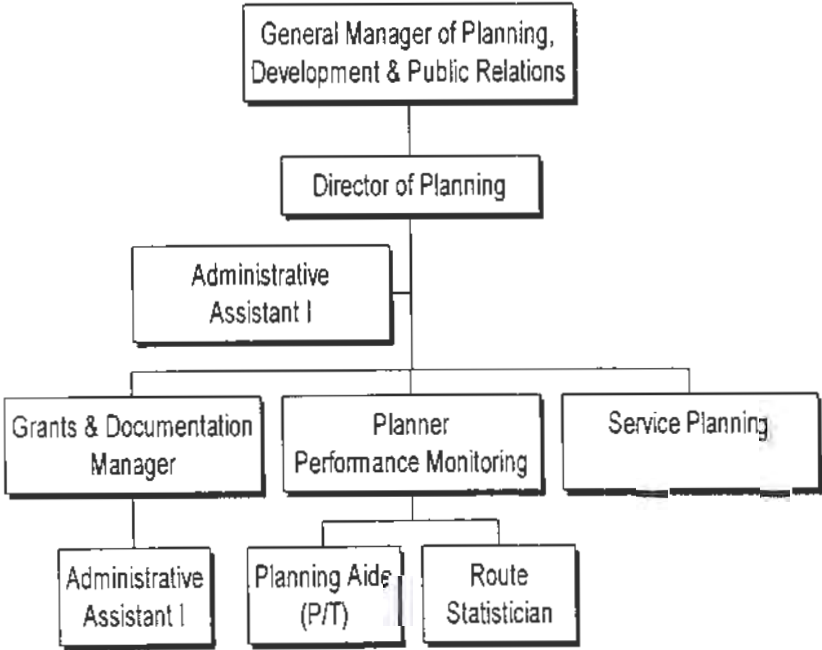 General Manager of Planning,
Development & Public Relations
Director of Planning
Administrative
Assistant I
Grants & Documentation
Manager
Planner
Performance Monitoring
Service Planning
Administrative
Assistant I
Planning Aide
(P/T)
Route
Statistician